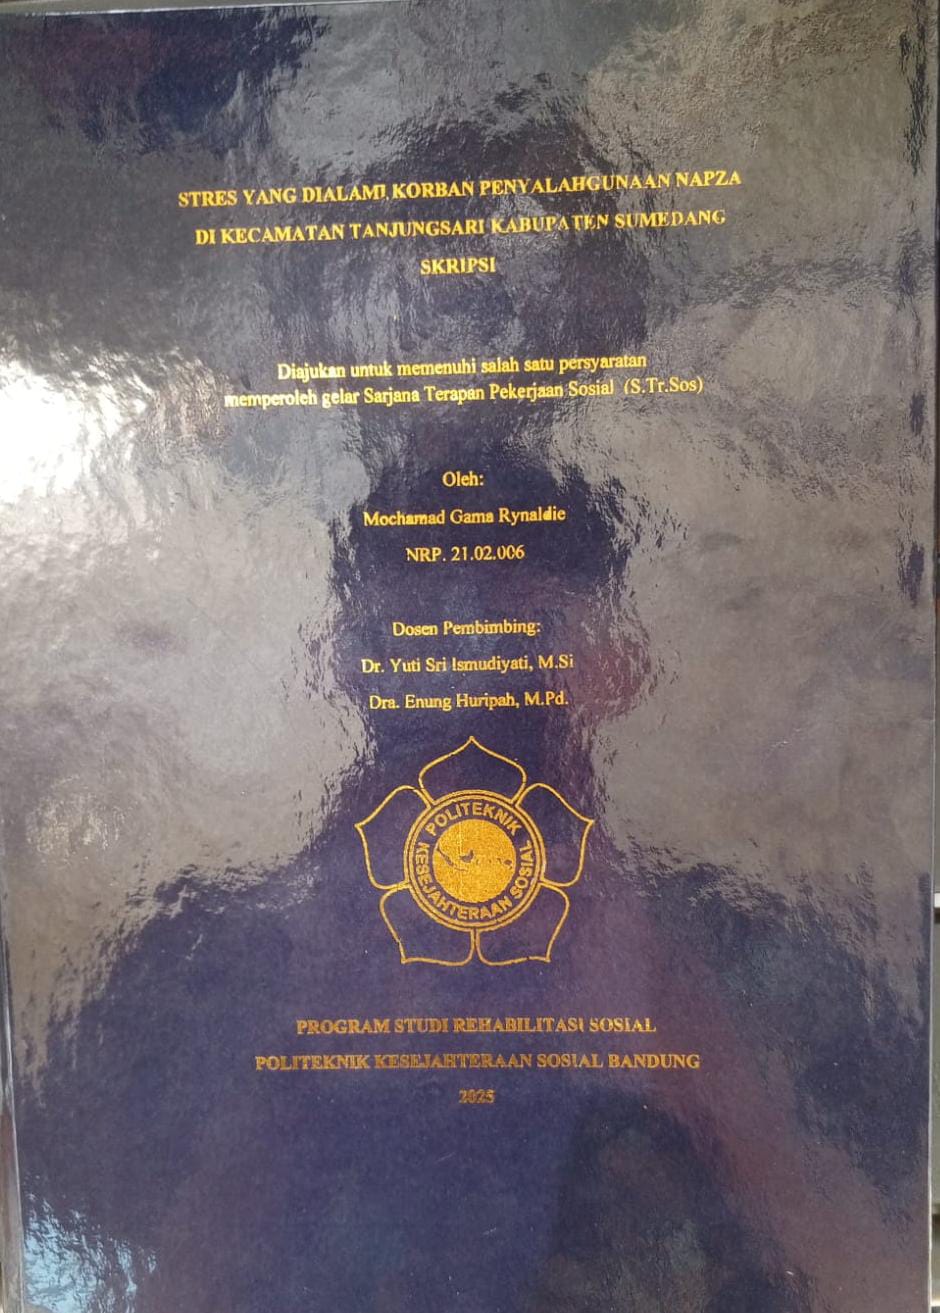 STRES YANG DIALAMI KORBAN PENYALAHGUNAAN NAPZA
DI KECAMATAN TANJUNGSARI KABUPATEN SUMEDANG
SKRIPSI
Diajukan untuk memenuhi salah satu persyaratan
memperoleh gelar Sarjana Terapan Pekerjaan Sosial (S.Tr.Sos)
Oleh:
Mochamad Gama Rynaldie
NRP. 21.02.006
Dosen Pembimbing:
Dr. Yuti Sri Ismudiyati, M.Si
Dra. Enung Huripah, M.Pd.
POLITEKNIK
KESEJAHTERAAN SOSIAL
PROGRAM STUDI REHABILITASI SOSIAL
POLITEKNIK KESEJAHTERAAN SOSIAL BANDUNG
2025